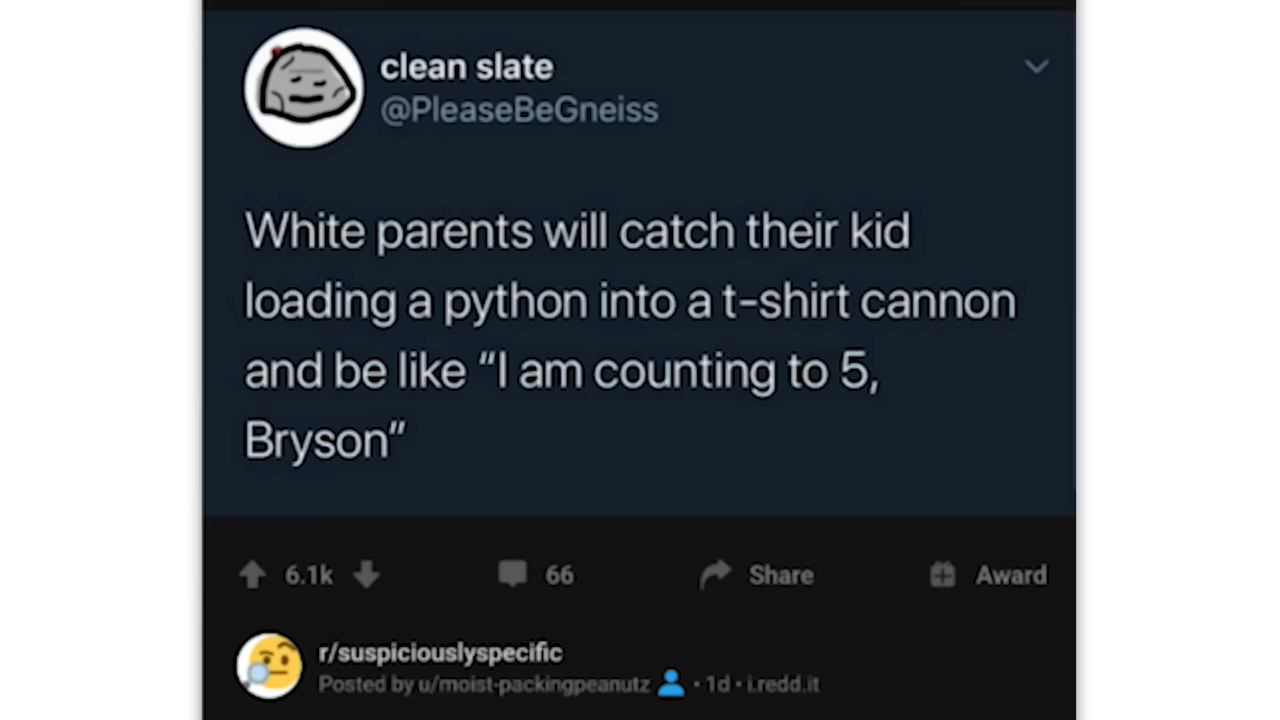 clean slate
@PleaseBeGneiss
White parents will catch their kid
loading a python into a t-shirt cannon
and be like “I am counting to 5,
Bryson”
6.1k 66 Share Award
r/suspiciouslyspecific
Posted by u/moist-packingpeanutz • 1d • i.redd.it